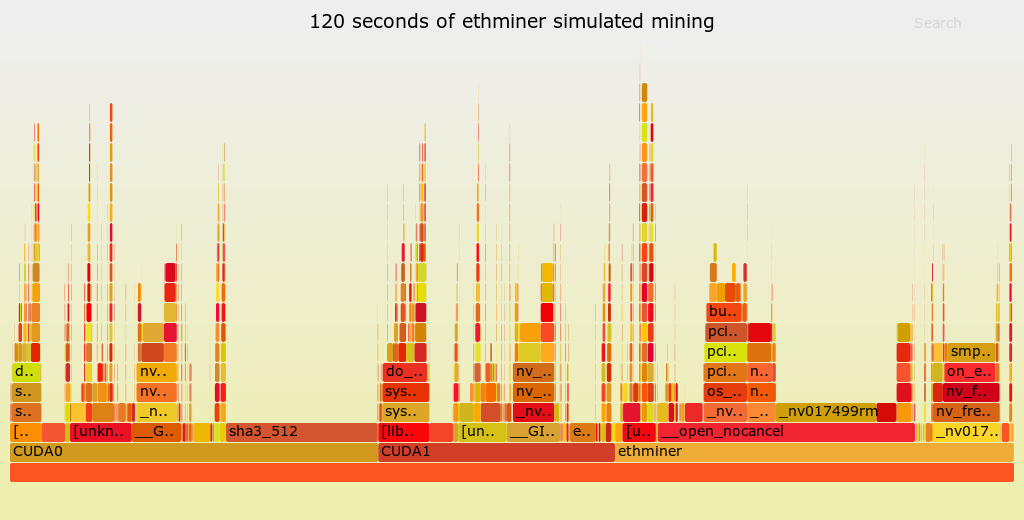 120 seconds of ethminer simulated mining
Search
smp..
bu..
pci..
pci..
d..
nv..
do_..
nv_..
pci..
n..
on_e..
s..
nv..
sys..
nv_..
os_..
n..
nv_f..
s..
_n..
sys..
_nv..
_nv..
_..
_nv017499rm
nv_fre..
[..
[unkn..
__G..
sha3_512
[lib..
[un..
__GI..
e..
[u..
__open_nocancel
_nv017..
CUDA0
CUDA1
ethminer